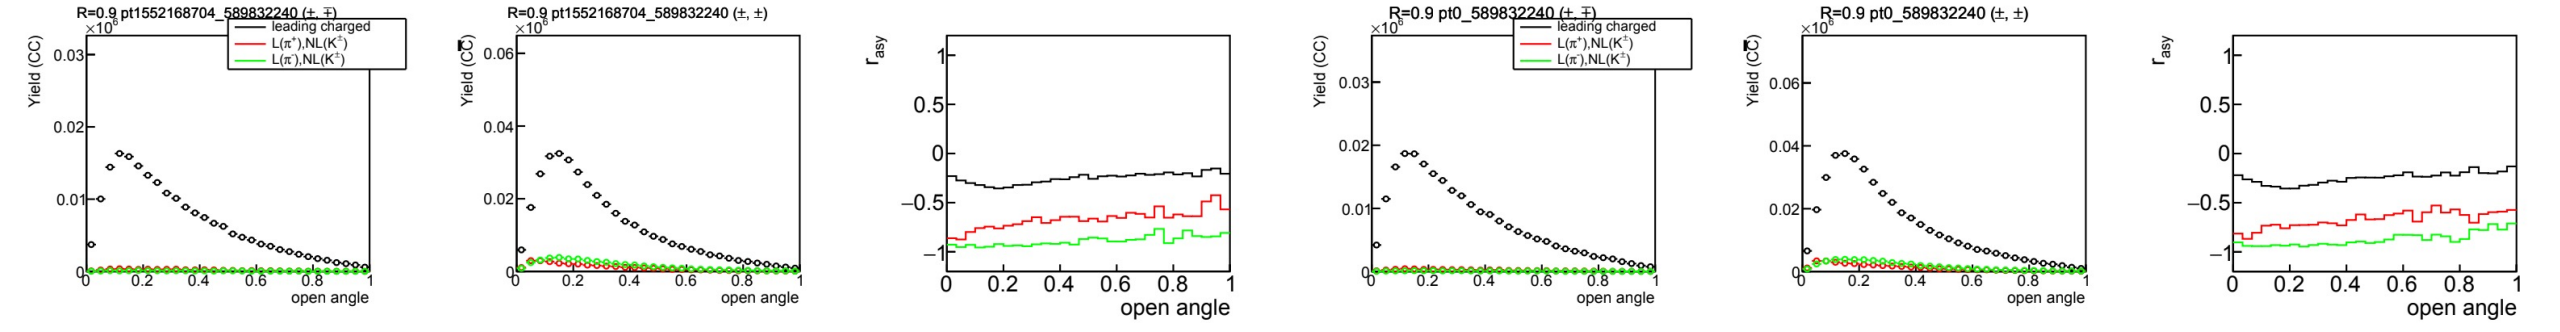 R=0.9 pt1552168704_589832240 (±, ∓)
×10⁶
leading charged
L(π⁺),NL(K±)
L(π⁻),NL(K±)
Yield (CC)
0.03
0.02
0.01
0
0 0.2 0.4 0.6 0.8 1
open angle
R=0.9 pt1552168704_589832240 (±, ±)
×10⁶
Yield (CC̅)
0.06
0.04
0.02
0
0 0.2 0.4 0.6 0.8 1
open angle
r_asy
1
0.5
0
−0.5
−1
0 0.2 0.4 0.6 0.8 1
open angle
R=0.9 pt0_589832240 (±, ∓)
×10⁶
leading charged
L(π⁺),NL(K±)
L(π⁻),NL(K±)
Yield (CC)
0.03
0.02
0.01
0
0 0.2 0.4 0.6 0.8 1
open angle
R=0.9 pt0_589832240 (±, ±)
×10⁶
Yield (CC̅)
0.06
0.04
0.02
0
0 0.2 0.4 0.6 0.8 1
open angle
r_asy
1
0.5
0
−0.5
−1
0 0.2 0.4 0.6 0.8 1
open angle